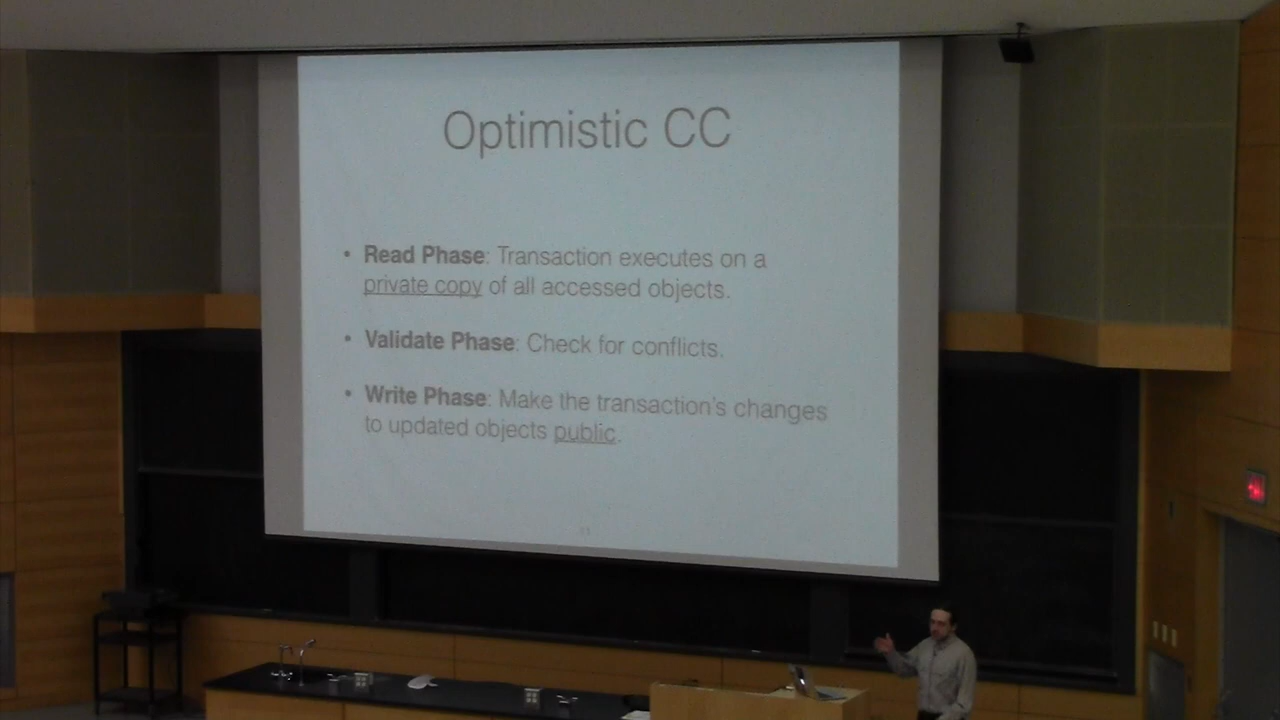 Optimistic CC
• Read Phase: Transaction executes on a
private copy of all accessed objects.
• Validate Phase: Check for conflicts.
• Write Phase: Make the transaction's changes
to updated objects public.